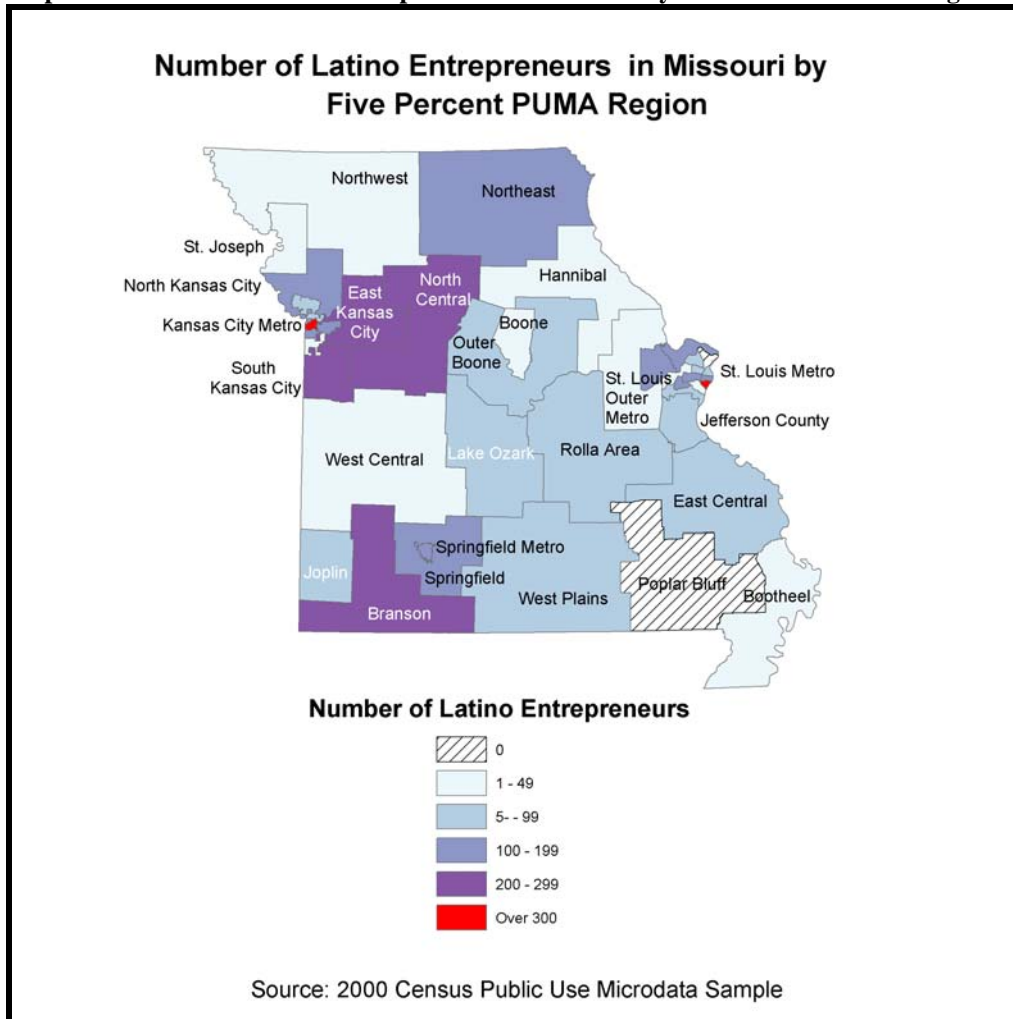 Number of Latino Entrepreneurs in Missouri by
Five Percent PUMA Region
Northwest
Northeast
St. Joseph
Hannibal
North Kansas City
North
Central
East
Kansas
City
Kansas City Metro
Boone
Outer
Boone
South
Kansas City
St. Louis
Outer
Metro
St. Louis Metro
Jefferson County
West Central
Lake Ozark
Rolla Area
East Central
Springfield Metro
Joplin
Springfield
Poplar Bluff
Bootheel
West Plains
Branson
Number of Latino Entrepreneurs
0
1 - 49
5- - 99
100 - 199
200 - 299
Over 300
Source: 2000 Census Public Use Microdata Sample